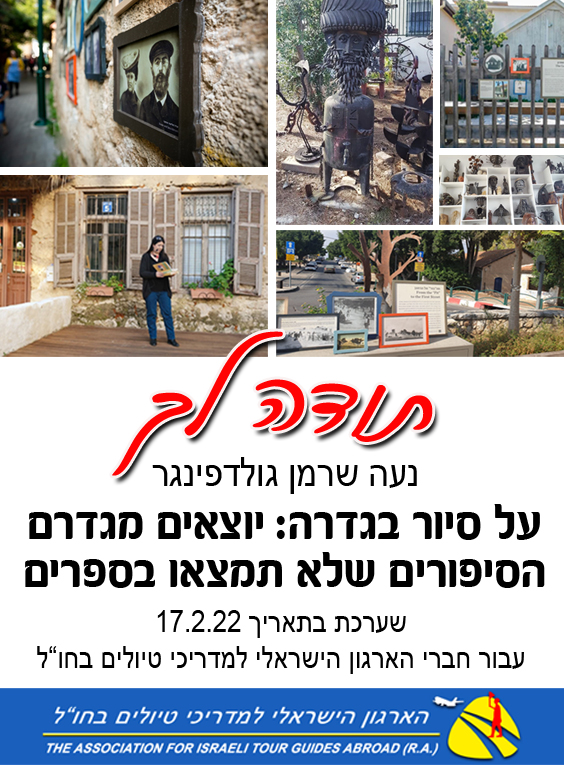 תודה לך
נעה שרמן גולדפינגר
על סיור בגדרה: יוצאים מגדרם
הסיפורים שלא תמצאו בספרים
שערכת בתאריך 17.2.22
עבור חברי הארגון הישראלי למדריכי טיולים בחו"ל
הארגון הישראלי למדריכי טיולים בחו"ל
THE ASSOCIATION FOR ISRAELI TOUR GUIDES ABROAD (R.A.)